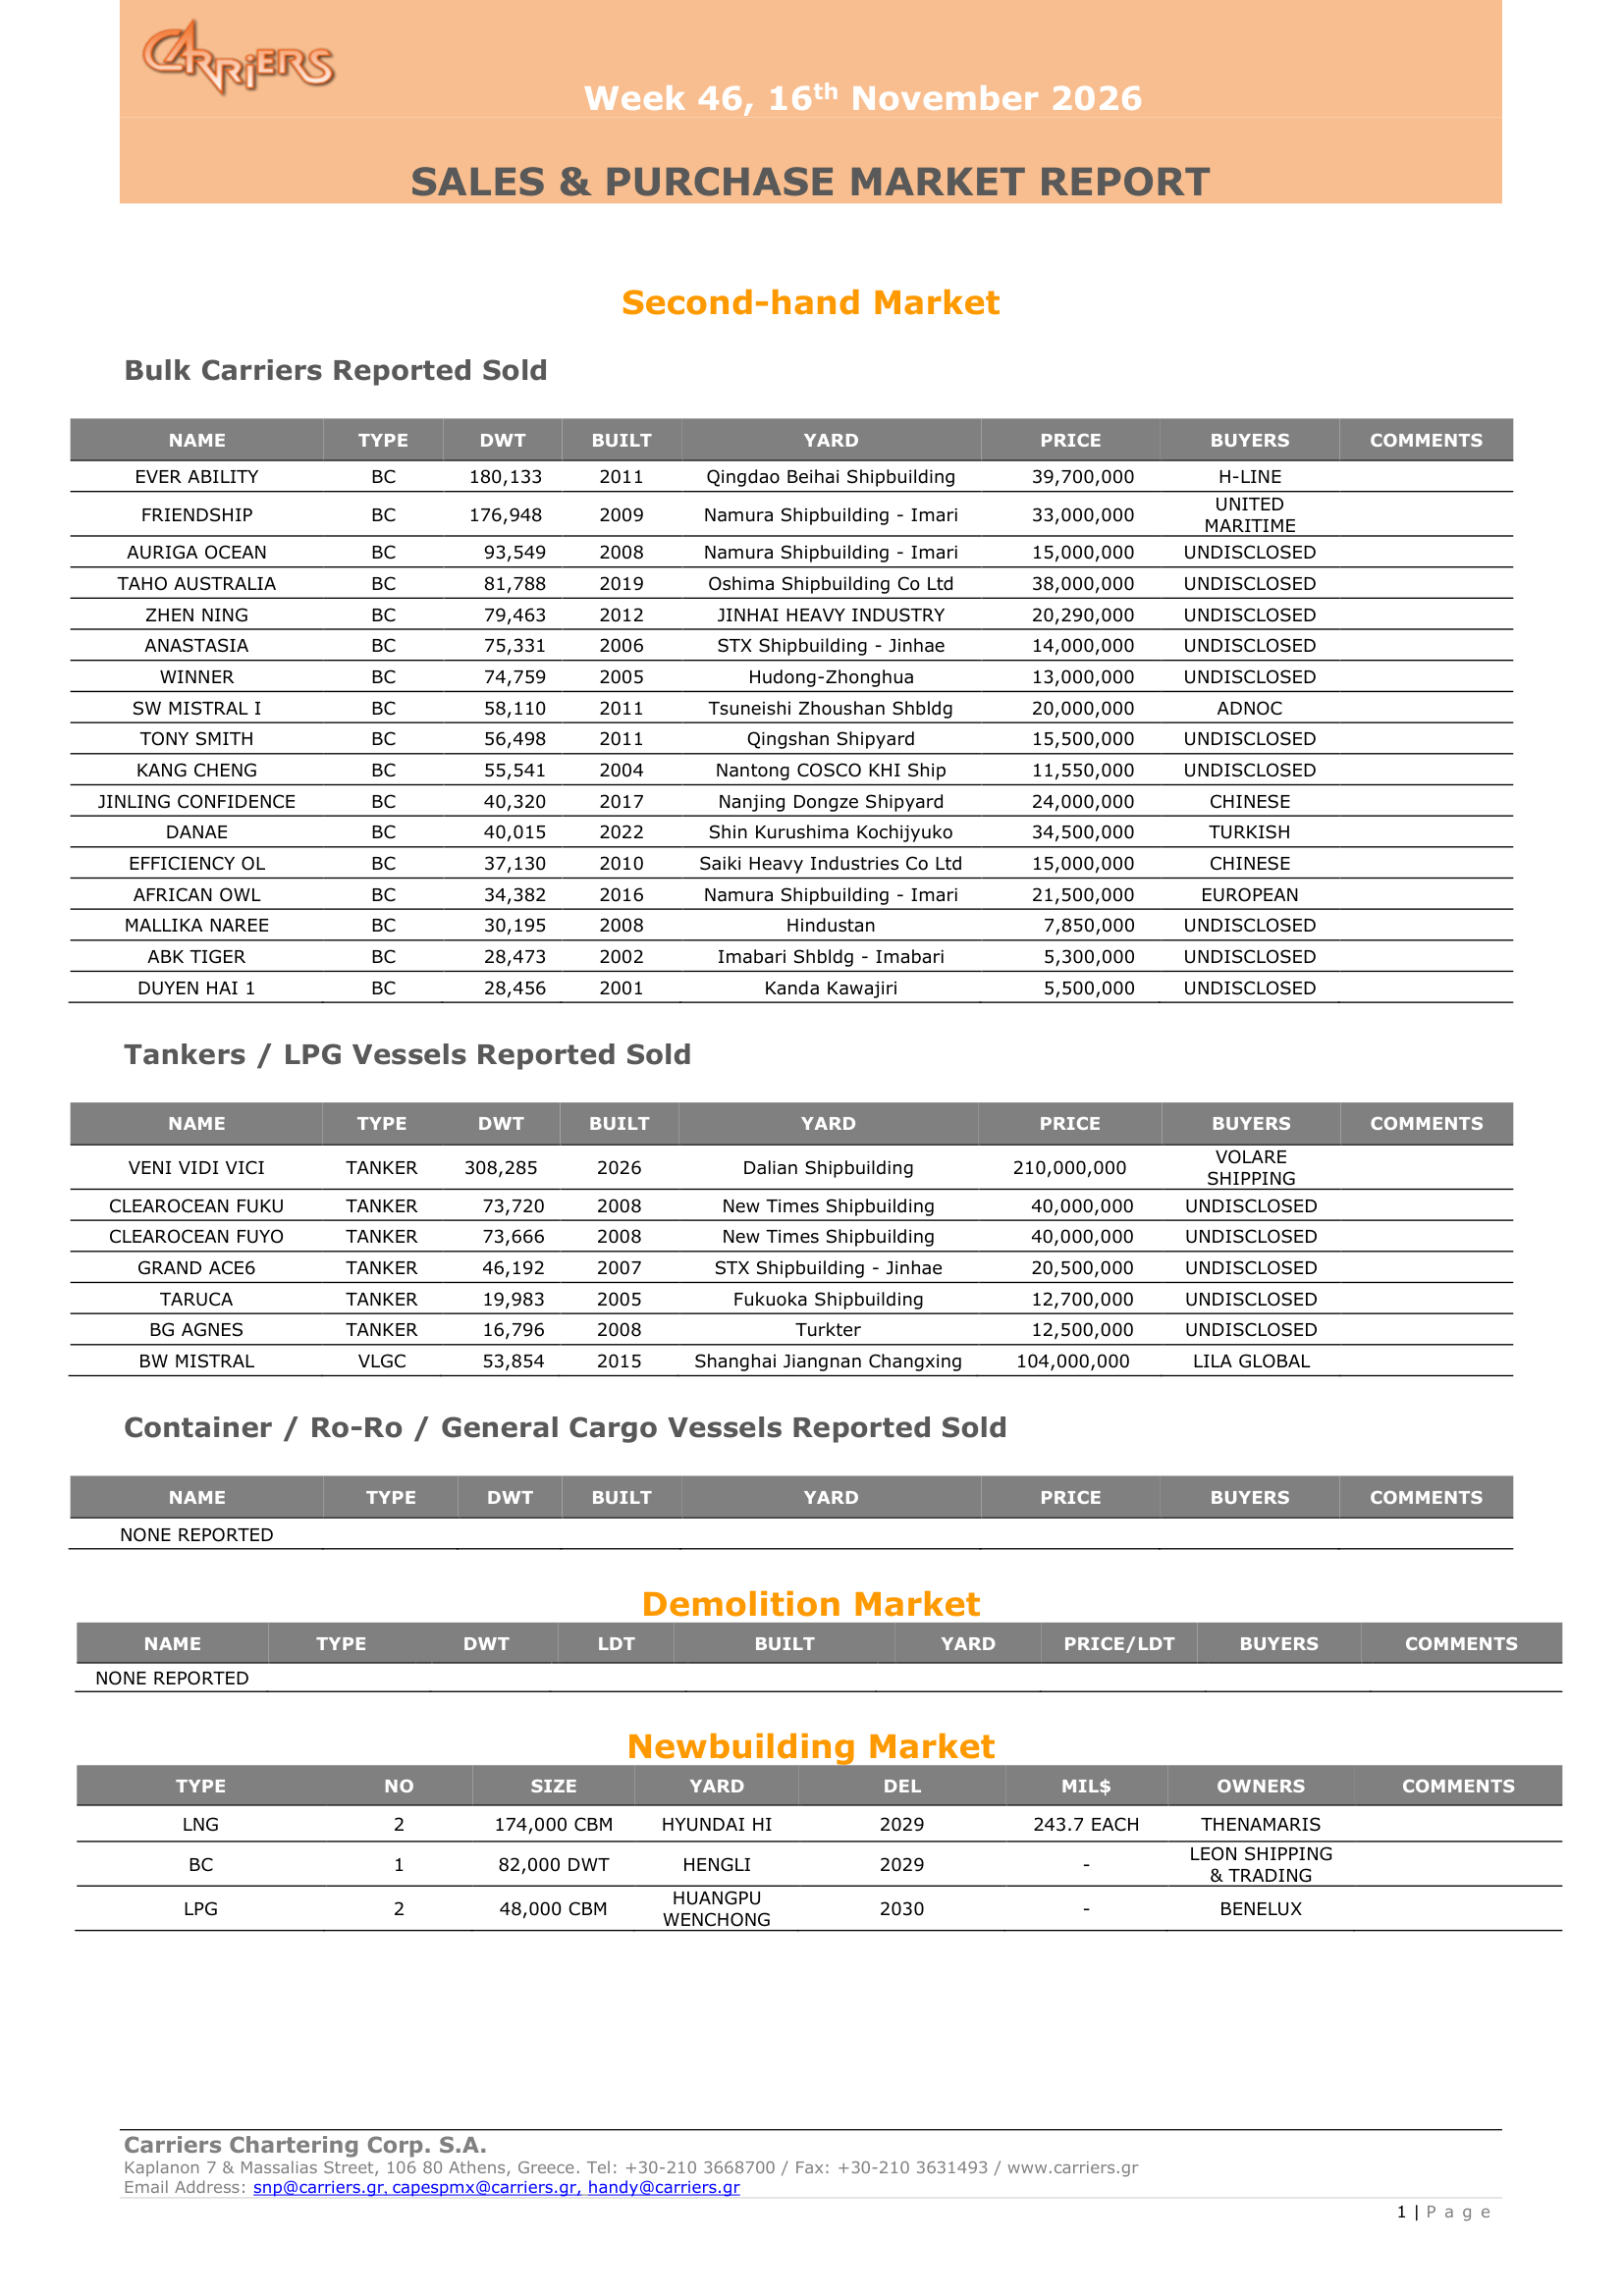 CARRIERS
Week 46, 16th November 2026
SALES & PURCHASE MARKET REPORT
Second-hand Market
Bulk Carriers Reported Sold
NAME TYPE DWT BUILT YARD PRICE BUYERS COMMENTS
EVER ABILITY BC 180,133 2011 Qingdao Beihai Shipbuilding 39,700,000 H-LINE
FRIENDSHIP BC 176,948 2009 Namura Shipbuilding - Imari 33,000,000 UNITED MARITIME
AURIGA OCEAN BC 93,549 2008 Namura Shipbuilding - Imari 15,000,000 UNDISCLOSED
TAHO AUSTRALIA BC 81,788 2019 Oshima Shipbuilding Co Ltd 38,000,000 UNDISCLOSED
ZHEN NING BC 79,463 2012 JINHAI HEAVY INDUSTRY 20,290,000 UNDISCLOSED
ANASTASIA BC 75,331 2006 STX Shipbuilding - Jinhae 14,000,000 UNDISCLOSED
WINNER BC 74,759 2005 Hudong-Zhonghua 13,000,000 UNDISCLOSED
SW MISTRAL I BC 58,110 2011 Tsuneishi Zhoushan Shbldg 20,000,000 ADNOC
TONY SMITH BC 56,498 2011 Qingshan Shipyard 15,500,000 UNDISCLOSED
KANG CHENG BC 55,541 2004 Nantong COSCO KHI Ship 11,550,000 UNDISCLOSED
JINLING CONFIDENCE BC 40,320 2017 Nanjing Dongze Shipyard 24,000,000 CHINESE
DANAE BC 40,015 2022 Shin Kurushima Kochijyuko 34,500,000 TURKISH
EFFICIENCY OL BC 37,130 2010 Saiki Heavy Industries Co Ltd 15,000,000 CHINESE
AFRICAN OWL BC 34,382 2016 Namura Shipbuilding - Imari 21,500,000 EUROPEAN
MALLIKA NAREE BC 30,195 2008 Hindustan 7,850,000 UNDISCLOSED
ABK TIGER BC 28,473 2002 Imabari Shbldg - Imabari 5,300,000 UNDISCLOSED
DUYEN HAI 1 BC 28,456 2001 Kanda Kawajiri 5,500,000 UNDISCLOSED
Tankers / LPG Vessels Reported Sold
NAME TYPE DWT BUILT YARD PRICE BUYERS COMMENTS
VENI VIDI VICI TANKER 308,285 2026 Dalian Shipbuilding 210,000,000 VOLARE SHIPPING
CLEAROCEAN FUKU TANKER 73,720 2008 New Times Shipbuilding 40,000,000 UNDISCLOSED
CLEAROCEAN FUYO TANKER 73,666 2008 New Times Shipbuilding 40,000,000 UNDISCLOSED
GRAND ACE6 TANKER 46,192 2007 STX Shipbuilding - Jinhae 20,500,000 UNDISCLOSED
TARUCA TANKER 19,983 2005 Fukuoka Shipbuilding 12,700,000 UNDISCLOSED
BG AGNES TANKER 16,796 2008 Turkter 12,500,000 UNDISCLOSED
BW MISTRAL VLGC 53,854 2015 Shanghai Jiangnan Changxing 104,000,000 LILA GLOBAL
Container / Ro-Ro / General Cargo Vessels Reported Sold
NAME TYPE DWT BUILT YARD PRICE BUYERS COMMENTS
NONE REPORTED
Demolition Market
NAME TYPE DWT LDT BUILT YARD PRICE/LDT BUYERS COMMENTS
NONE REPORTED
Newbuilding Market
TYPE NO SIZE YARD DEL MIL$ OWNERS COMMENTS
LNG 2 174,000 CBM HYUNDAI HI 2029 243.7 EACH THENAMARIS
BC 1 82,000 DWT HENGLI 2029 - LEON SHIPPING & TRADING
LPG 2 48,000 CBM HUANGPU WENCHONG 2030 - BENELUX
Carriers Chartering Corp. S.A.
Kaplanon 7 & Massalias Street, 106 80 Athens, Greece. Tel: +30-210 3668700 / Fax: +30-210 3631493 / www.carriers.gr
Email Address: snp@carriers.gr, capespmx@carriers.gr, handy@carriers.gr
1 | P a g e